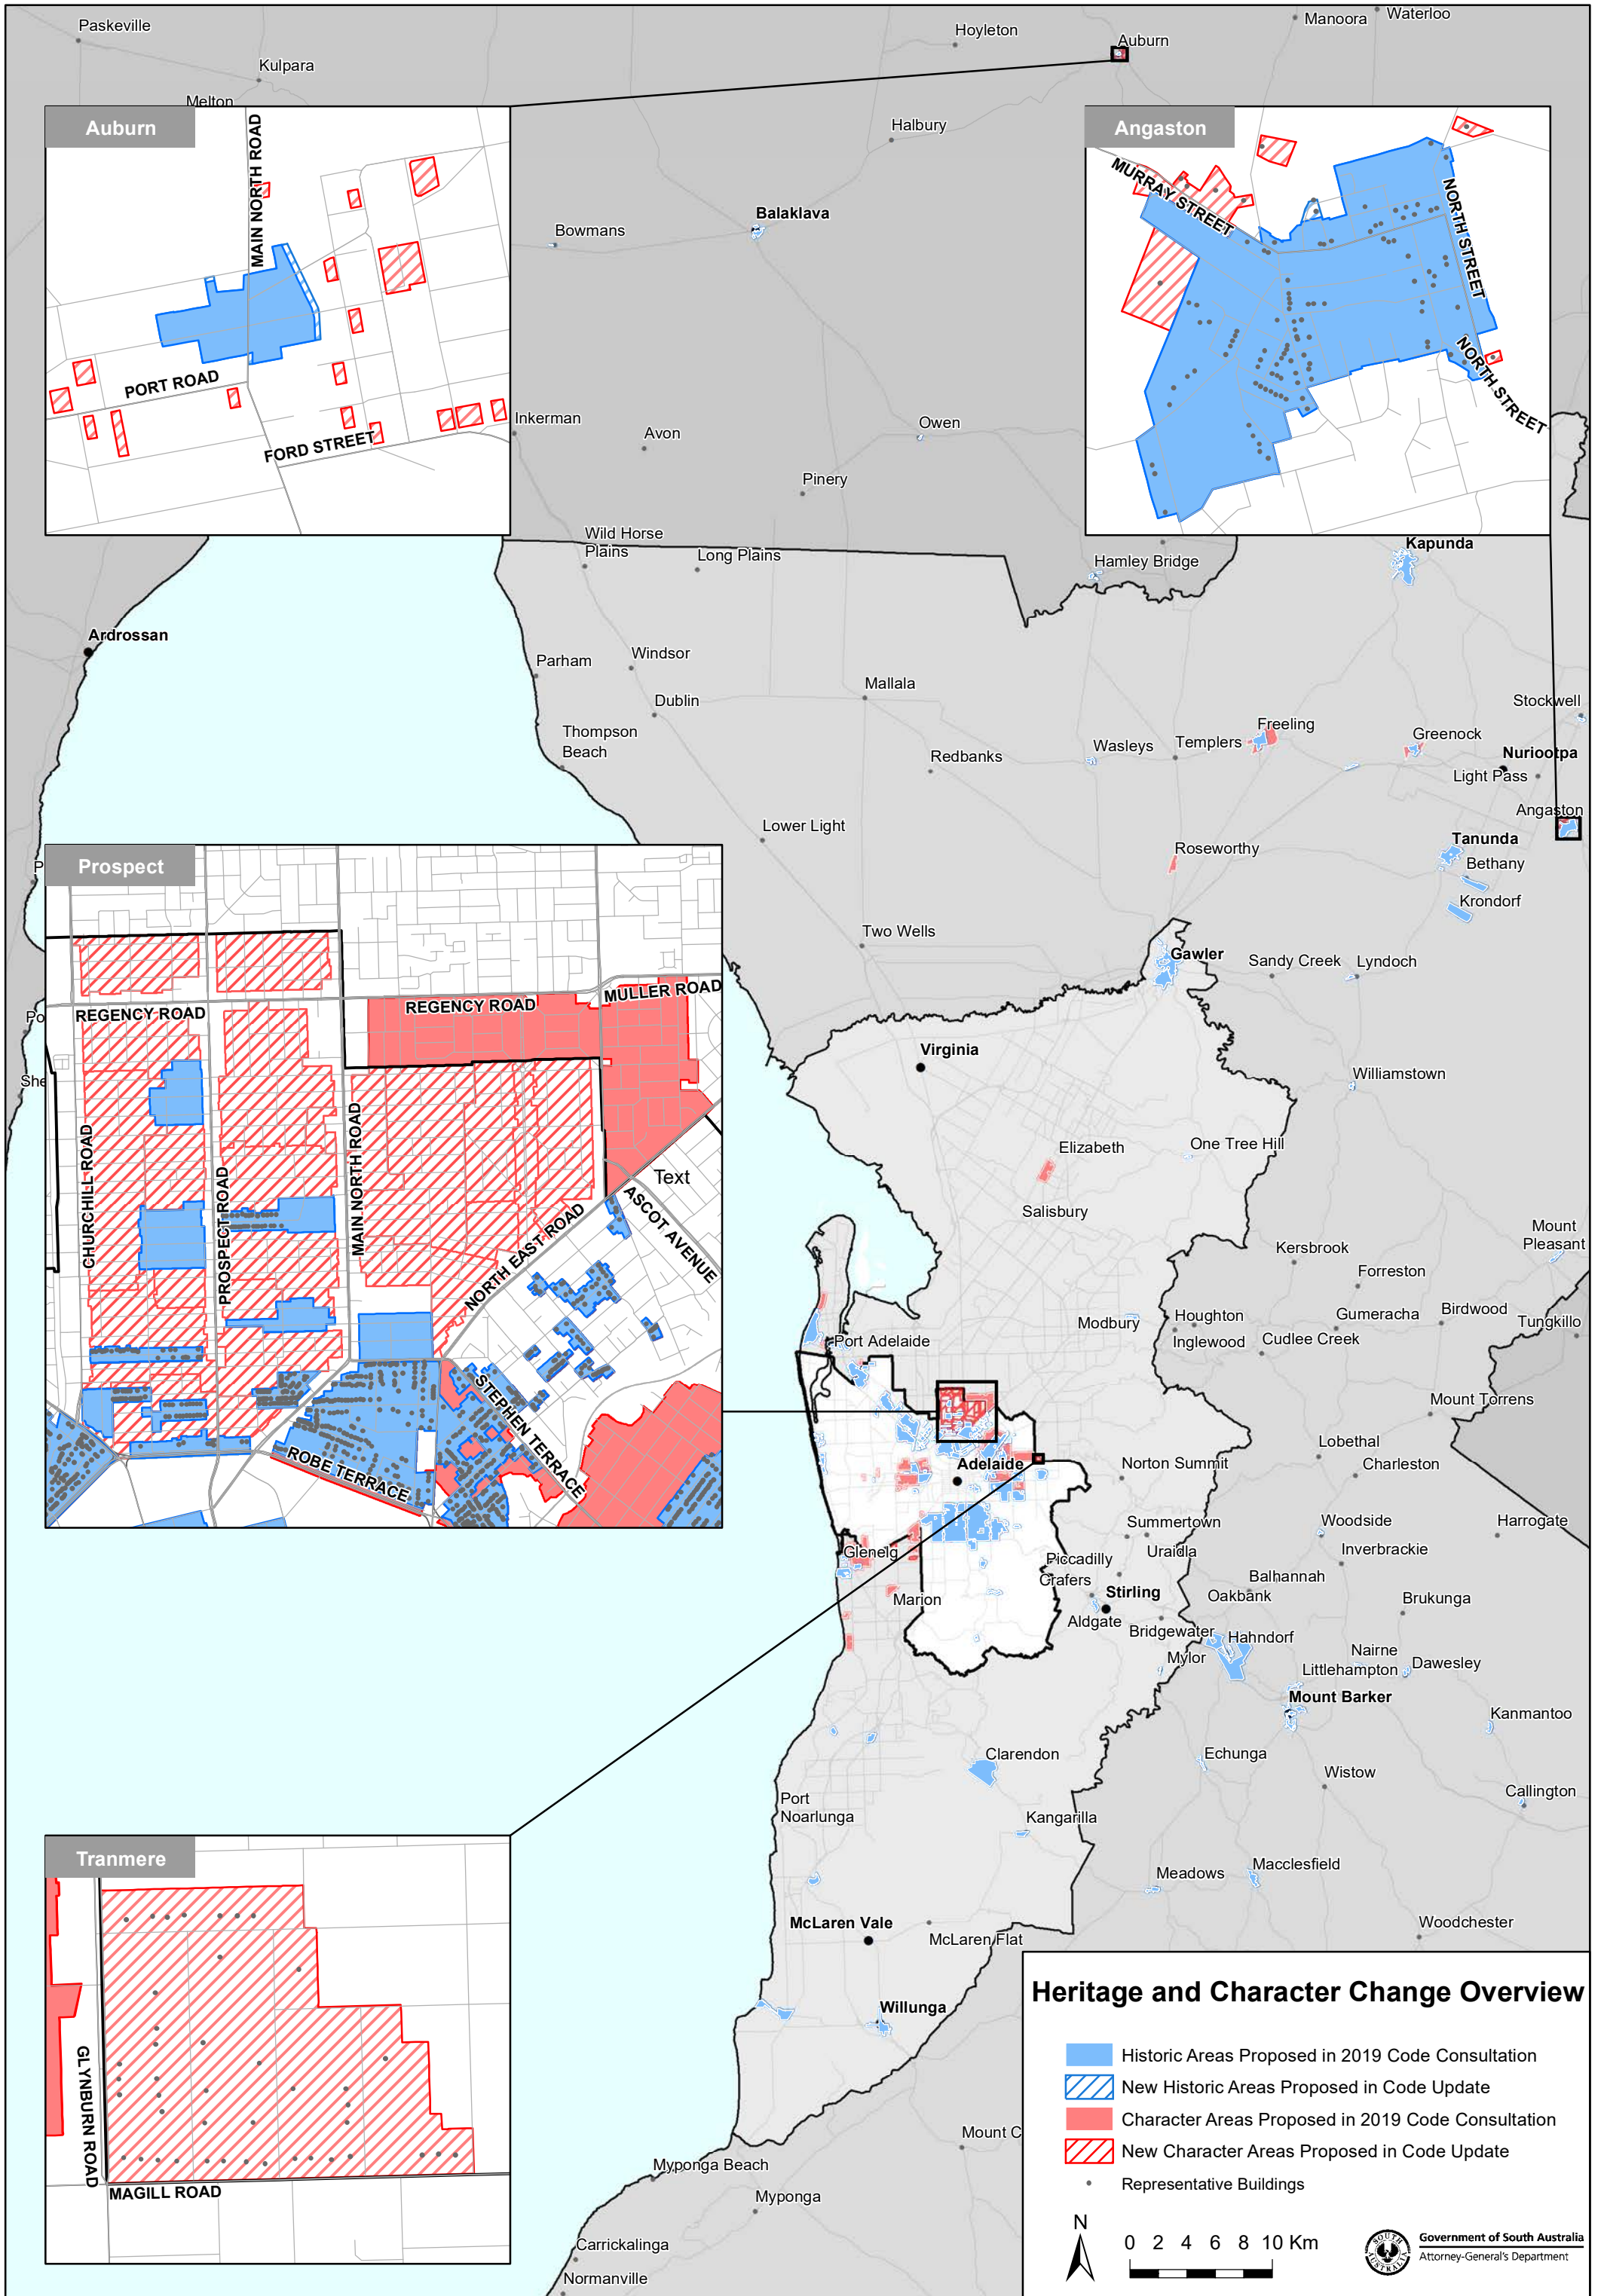 Paskeville
Kulpara
Melton
Hoyleton
Auburn
Manoora
Waterloo
Halbury
Balaklava
Bowmans
Auburn
MAIN NORTH ROAD
PORT ROAD
FORD STREET
Angaston
MURRAY STREET
NORTH STREET
NORTH STREET
Inkerman
Avon
Owen
Pinery
Wild Horse
Plains
Long Plains
Hamley Bridge
Kapunda
Ardrossan
Parham
Windsor
Dublin
Mallala
Thompson
Beach
Redbanks
Wasleys
Templers
Freeling
Greenock
Stockwell
Nuriootpa
Light Pass
Angaston
Lower Light
Roseworthy
Tanunda
Bethany
Krondorf
Two Wells
Gawler
Sandy Creek
Lyndoch
P
Po
She
Prospect
REGENCY ROAD
REGENCY ROAD
MULLER ROAD
CHURCHILL ROAD
PROSPECT ROAD
MAIN NORTH ROAD
NORTH EAST ROAD
Text
ASCOT AVENUE
STEPHEN TERRACE
ROBE TERRACE
Virginia
Williamstown
Elizabeth
One Tree Hill
Salisbury
Mount
Pleasant
Kersbrook
Forreston
Modbury
Houghton
Inglewood
Gumeracha
Birdwood
Cudlee Creek
Tungkillo
Port Adelaide
Mount Torrens
Adelaide
Norton Summit
Lobethal
Charleston
Summertown
Uraidla
Woodside
Harrogate
Inverbrackie
Glenelg
Piccadilly
Crafers
Stirling
Balhannah
Oakbank
Brukunga
Marion
Aldgate
Bridgewater
Hahndorf
Mylor
Nairne
Littlehampton
Dawesley
Mount Barker
Kanmantoo
Clarendon
Echunga
Wistow
Callington
Port
Noarlunga
Kangarilla
Meadows
Macclesfield
McLaren Vale
McLaren Flat
Woodchester
Willunga
Tranmere
GLYNBURN ROAD
MAGILL ROAD
Mount C
Myponga Beach
Myponga
Carrickalinga
Normanville
Heritage and Character Change Overview
Historic Areas Proposed in 2019 Code Consultation
New Historic Areas Proposed in Code Update
Character Areas Proposed in 2019 Code Consultation
New Character Areas Proposed in Code Update
Representative Buildings
N
0 2 4 6 8 10 Km
SOUTH AUSTRALIA
Government of South Australia
Attorney-General's Department